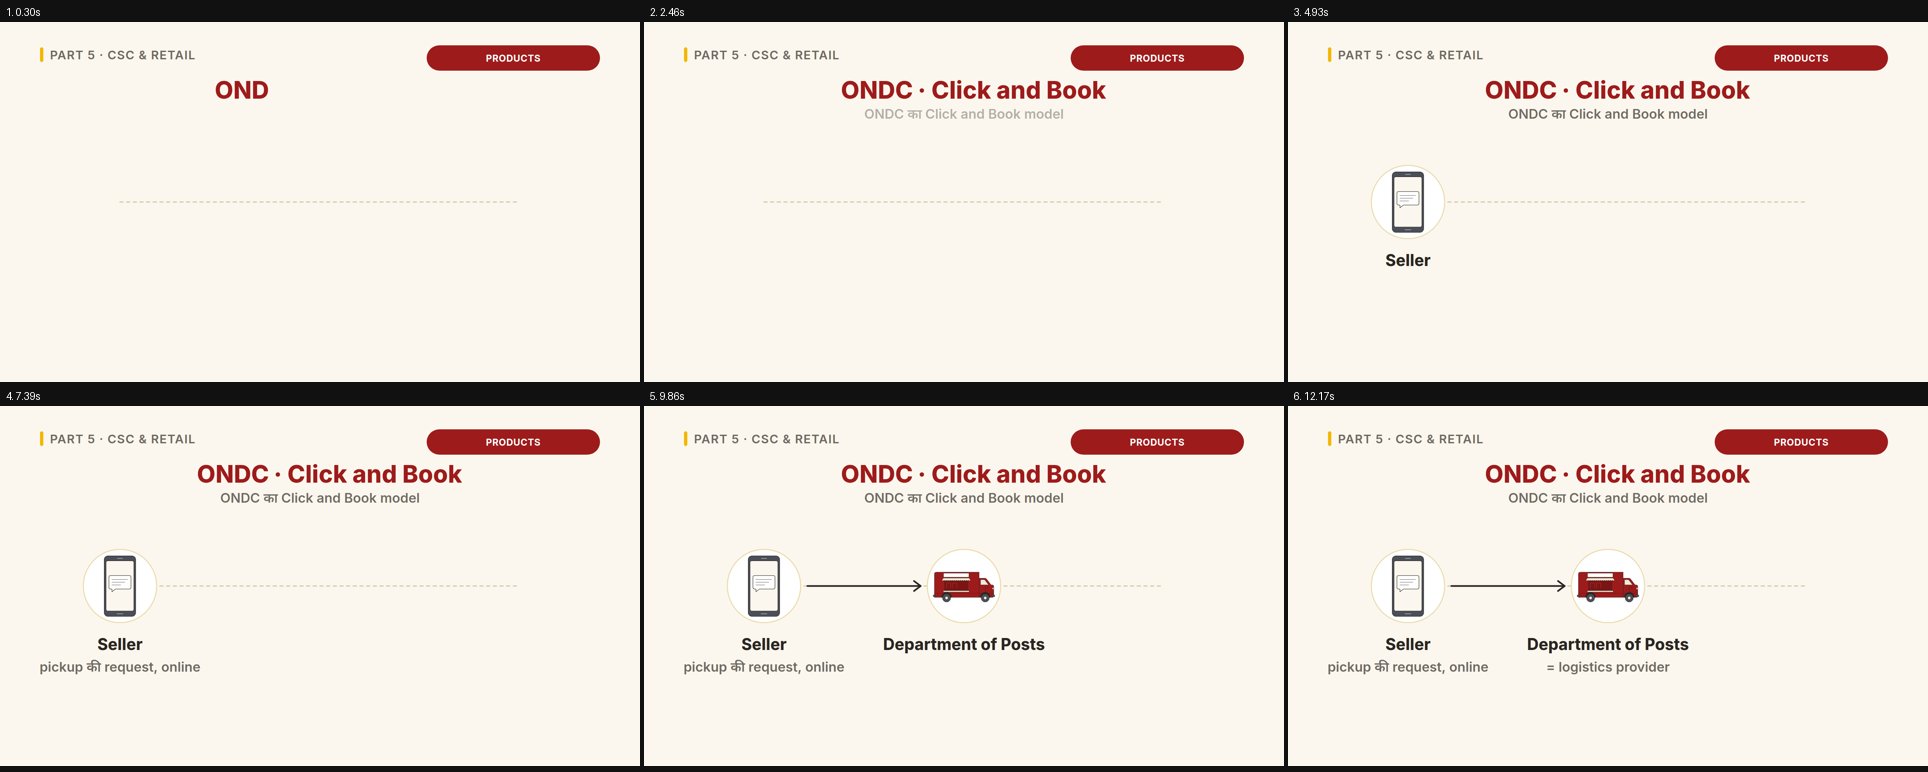 1. 0.30s
PART 5 · CSC & RETAIL
PRODUCTS
OND
2. 2.46s
PART 5 · CSC & RETAIL
PRODUCTS
ONDC · Click and Book
ONDC का Click and Book model
3. 4.93s
PART 5 · CSC & RETAIL
PRODUCTS
ONDC · Click and Book
ONDC का Click and Book model
Seller
4. 7.39s
PART 5 · CSC & RETAIL
PRODUCTS
ONDC · Click and Book
ONDC का Click and Book model
Seller
pickup की request, online
5. 9.86s
PART 5 · CSC & RETAIL
PRODUCTS
ONDC · Click and Book
ONDC का Click and Book model
Seller
Department of Posts
pickup की request, online
6. 12.17s
PART 5 · CSC & RETAIL
PRODUCTS
ONDC · Click and Book
ONDC का Click and Book model
Seller
Department of Posts
pickup की request, online
= logistics provider